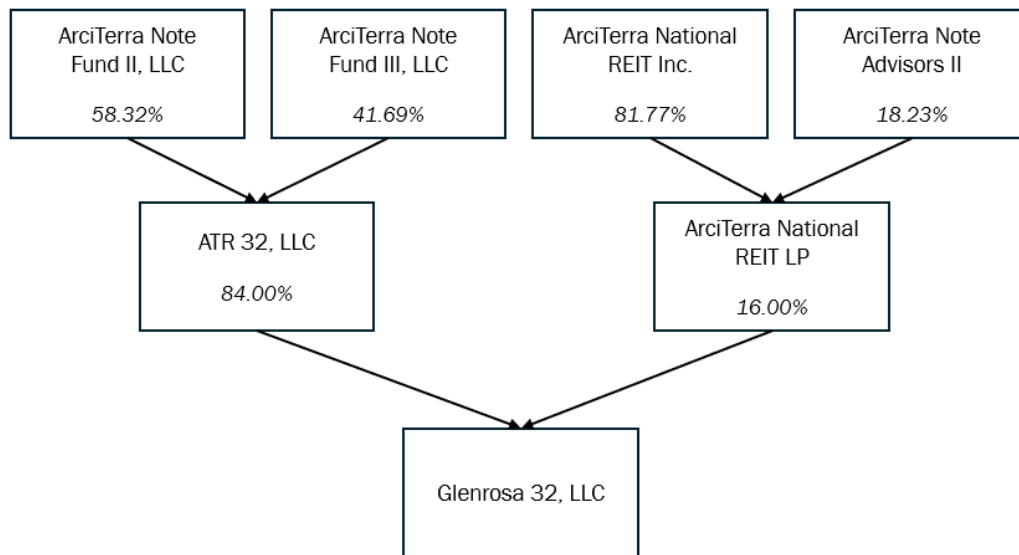 ArciTerra Note
Fund II, LLC
58.32%
ArciTerra Note
Fund III, LLC
41.69%
ArciTerra National
REIT Inc.
81.77%
ArciTerra Note
Advisors II
18.23%
ATR 32, LLC
84.00%
ArciTerra National
REIT LP
16.00%
Glenrosa 32, LLC